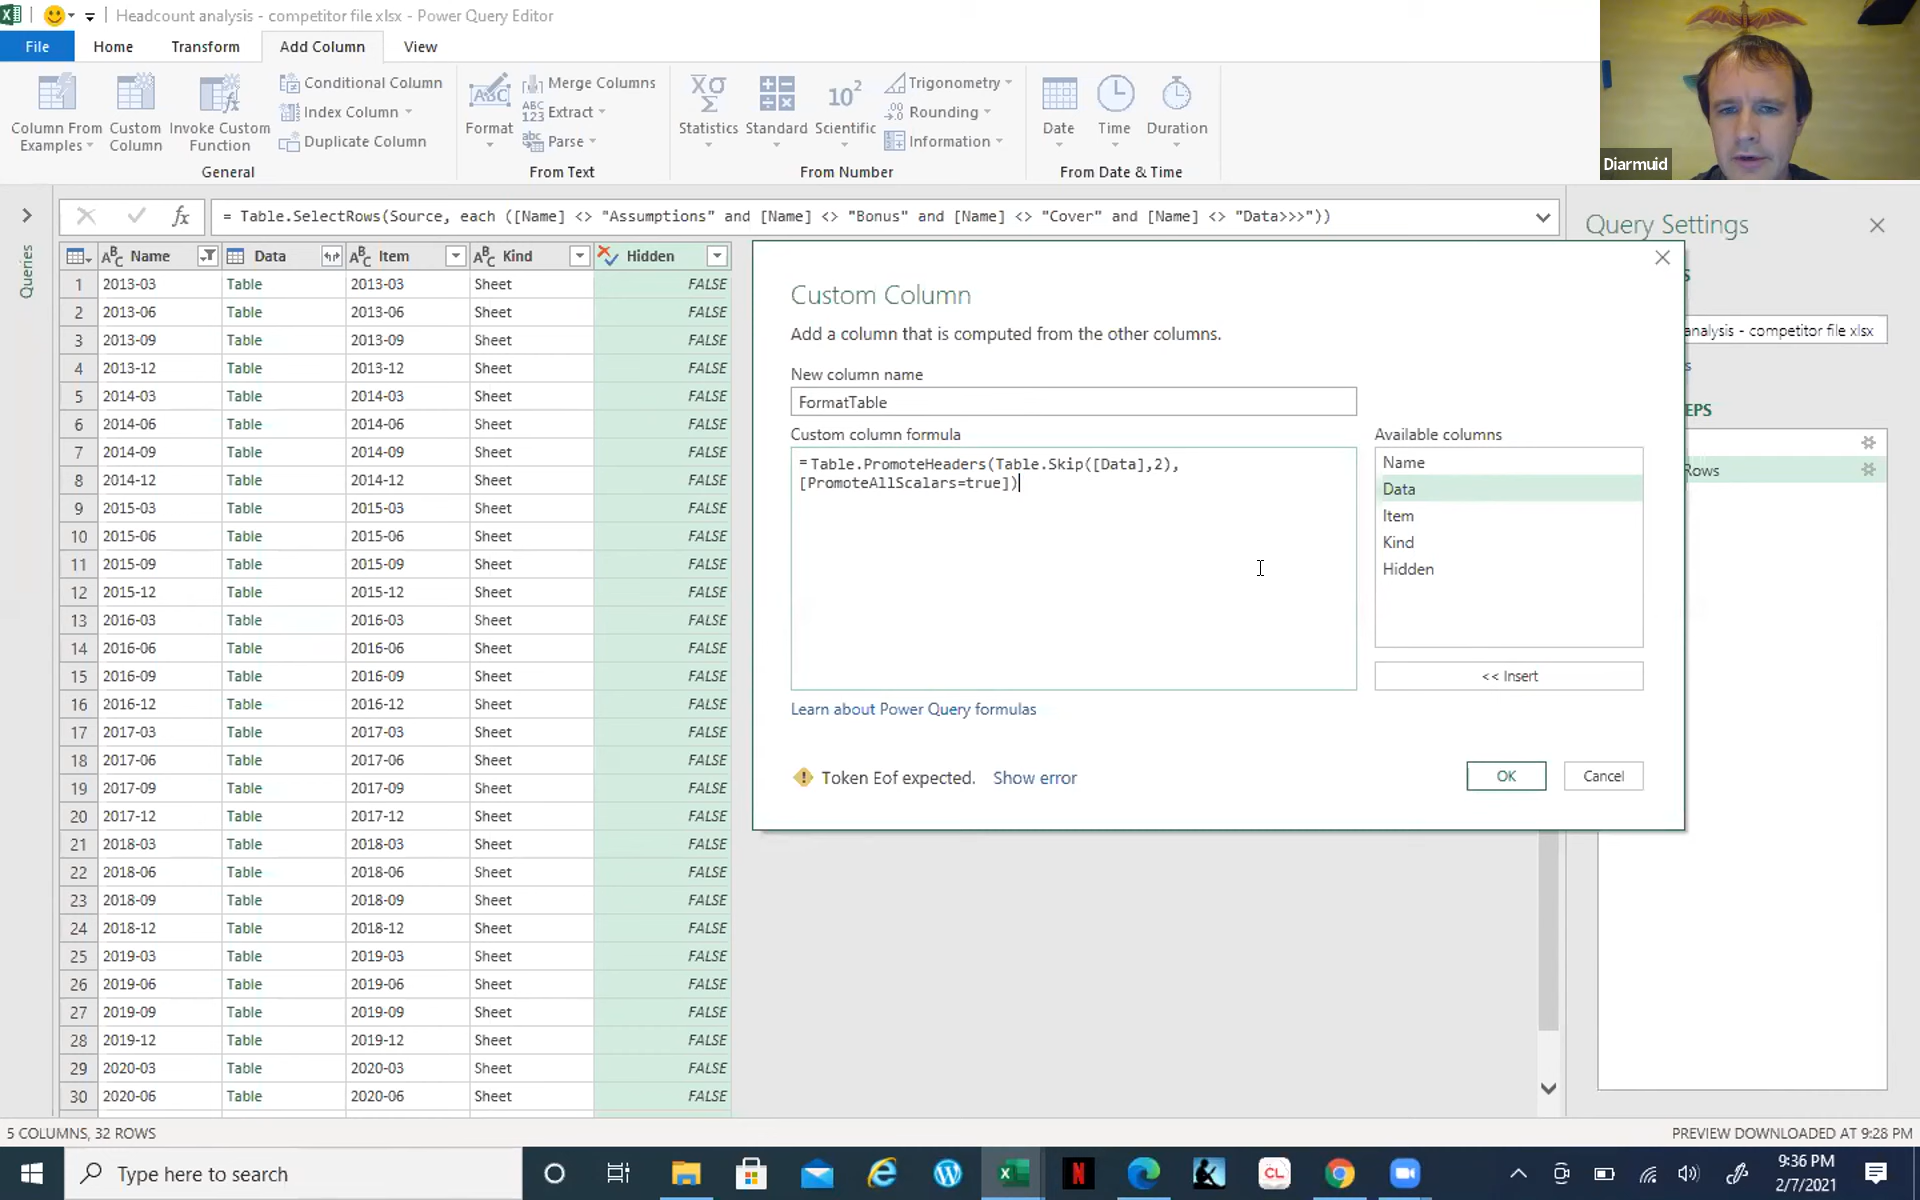 Headcount analysis - competitor file xlsx - Power Query Editor
File
Home
Transform
Add Column
View
Column From Examples
Custom Column
Invoke Custom Function
Conditional Column
Index Column
Duplicate Column
General
Format
Merge Columns
Extract
Parse
From Text
Statistics
Standard
Scientific
Trigonometry
Rounding
Information
From Number
Date
Time
Duration
From Date & Time
Diarmuid
= Table.SelectRows(Source, each ([Name] <> "Assumptions" and [Name] <> "Bonus" and [Name] <> "Cover" and [Name] <> "Data>>>"))
Query Settings
Queries
Name Data Item Kind Hidden
1 2013-03 Table 2013-03 Sheet FALSE
2 2013-06 Table 2013-06 Sheet FALSE
3 2013-09 Table 2013-09 Sheet FALSE
4 2013-12 Table 2013-12 Sheet FALSE
5 2014-03 Table 2014-03 Sheet FALSE
6 2014-06 Table 2014-06 Sheet FALSE
7 2014-09 Table 2014-09 Sheet FALSE
8 2014-12 Table 2014-12 Sheet FALSE
9 2015-03 Table 2015-03 Sheet FALSE
10 2015-06 Table 2015-06 Sheet FALSE
11 2015-09 Table 2015-09 Sheet FALSE
12 2015-12 Table 2015-12 Sheet FALSE
13 2016-03 Table 2016-03 Sheet FALSE
14 2016-06 Table 2016-06 Sheet FALSE
15 2016-09 Table 2016-09 Sheet FALSE
16 2016-12 Table 2016-12 Sheet FALSE
17 2017-03 Table 2017-03 Sheet FALSE
18 2017-06 Table 2017-06 Sheet FALSE
19 2017-09 Table 2017-09 Sheet FALSE
20 2017-12 Table 2017-12 Sheet FALSE
21 2018-03 Table 2018-03 Sheet FALSE
22 2018-06 Table 2018-06 Sheet FALSE
23 2018-09 Table 2018-09 Sheet FALSE
24 2018-12 Table 2018-12 Sheet FALSE
25 2019-03 Table 2019-03 Sheet FALSE
26 2019-06 Table 2019-06 Sheet FALSE
27 2019-09 Table 2019-09 Sheet FALSE
28 2019-12 Table 2019-12 Sheet FALSE
29 2020-03 Table 2020-03 Sheet FALSE
30 2020-06 Table 2020-06 Sheet FALSE
Custom Column
Add a column that is computed from the other columns.
New column name
FormatTable
Custom column formula
= Table.PromoteHeaders(Table.Skip([Data],2),
[PromoteAllScalars=true])
Available columns
Name
Data
Item
Kind
Hidden
<< Insert
Learn about Power Query formulas
Token Eof expected. Show error
OK
Cancel
S
analysis - competitor file xlsx
s
EPS
Rows
5 COLUMNS, 32 ROWS
PREVIEW DOWNLOADED AT 9:28 PM
Type here to search
CL
9:36 PM
2/7/2021